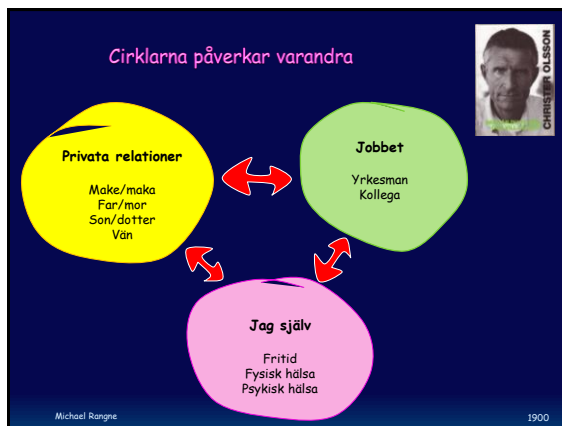 Cirklarna påverkar varandra
CHRISTER OLSSON
Privata relationer
Make/maka
Far/mor
Son/dotter
Vän
Jobbet
Yrkesman
Kollega
Jag själv
Fritid
Fysisk hälsa
Psykisk hälsa
Michael Rangne
1900